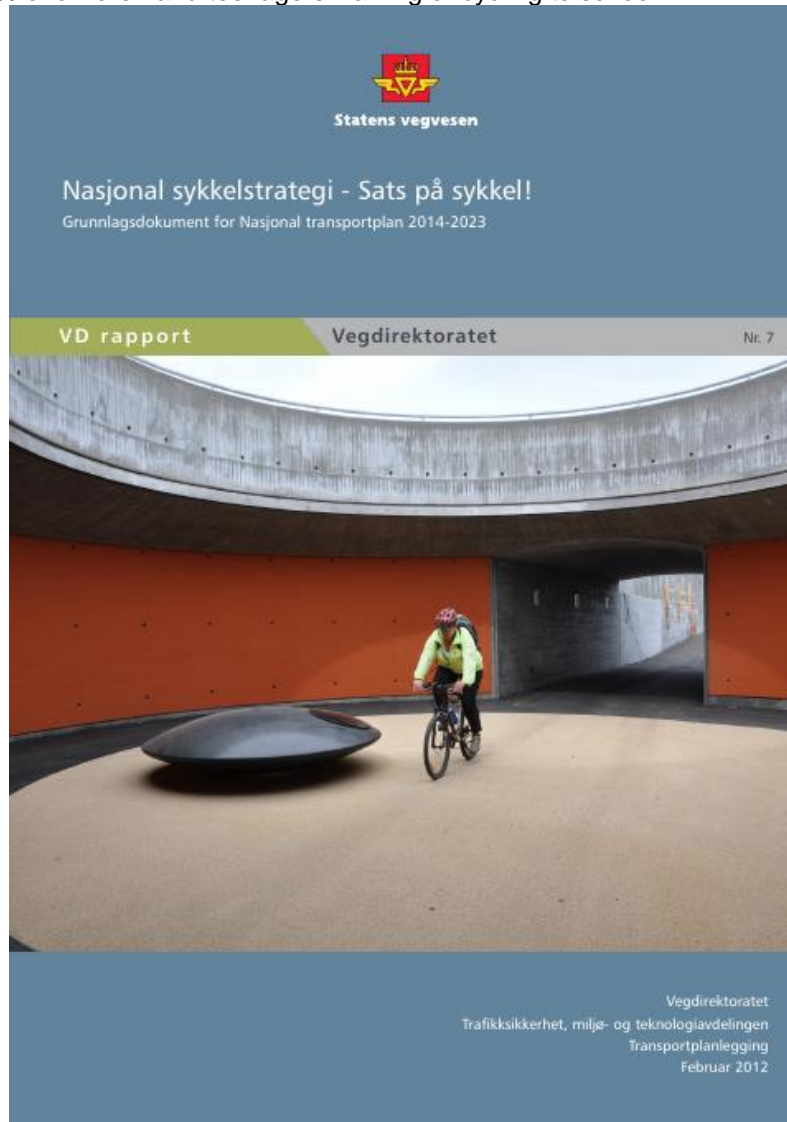 Statens vegvesen
Nasjonal sykkelstrategi - Sats på sykkel!
Grunnlagsdokument for Nasjonal transportplan 2014-2023
VD rapport
Vegdirektoratet
Nr. 7
Vegdirektoratet
Trafikksikkerhet, miljø- og teknologiavdelingen
Transportplanlegging
Februar 2012